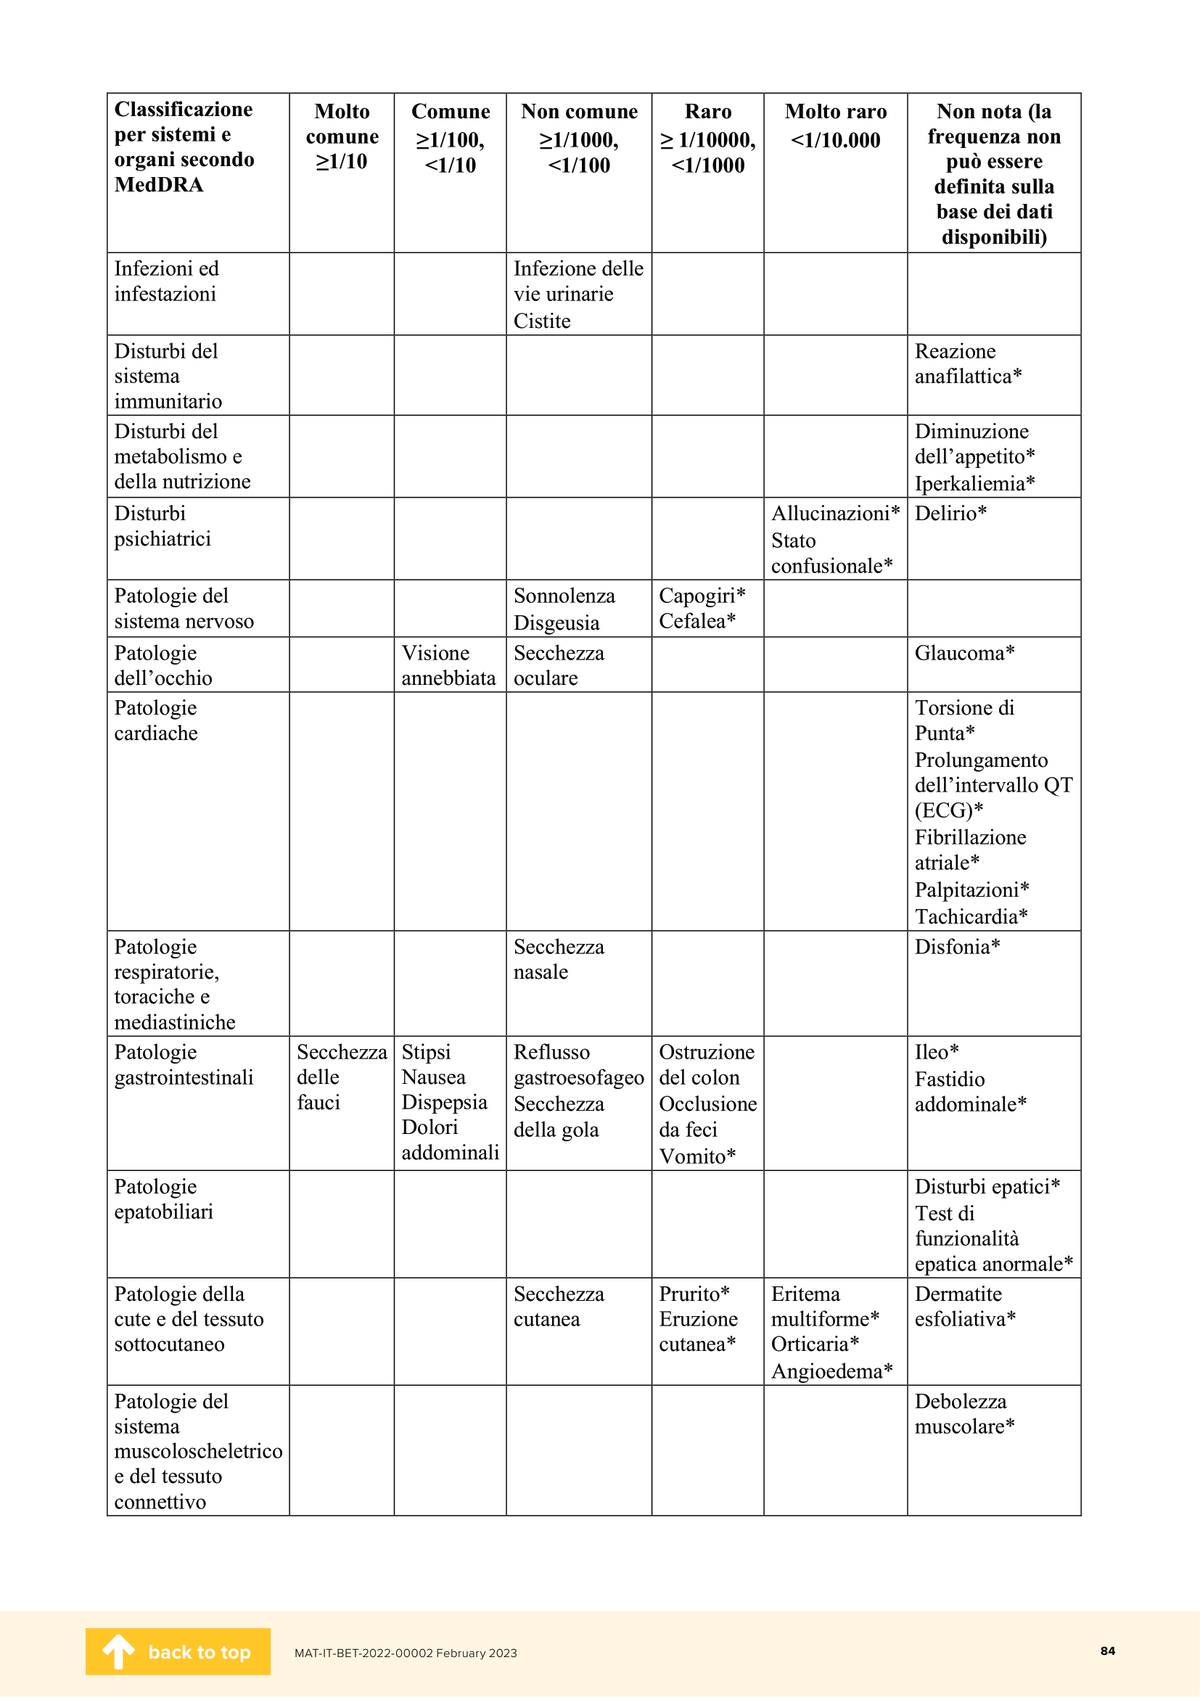 Classificazione
per sistemi e
organi secondo
MedDRA
Molto
comune
≥1/10
Comune
≥1/100,
<1/10
Non comune
≥1/1000,
<1/100
Raro
≥ 1/10000,
<1/1000
Molto raro
<1/10.000
Non nota (la
frequenza non
può essere
definita sulla
base dei dati
disponibili)
Infezioni ed
infestazioni
Infezione delle
vie urinarie
Cistite
Disturbi del
sistema
immunitario
Reazione
anafilattica*
Disturbi del
metabolismo e
della nutrizione
Diminuzione
dell’appetito*
Iperkaliemia*
Disturbi
psichiatrici
Allucinazioni*
Stato
confusionale*
Delirio*
Patologie del
sistema nervoso
Sonnolenza
Disgeusia
Capogiri*
Cefalea*
Patologie
dell’occhio
Visione
annebbiata
Secchezza
oculare
Glaucoma*
Patologie
cardiache
Torsione di
Punta*
Prolungamento
dell’intervallo QT
(ECG)*
Fibrillazione
atriale*
Palpitazioni*
Tachicardia*
Patologie
respiratorie,
toraciche e
mediastiniche
Secchezza
nasale
Disfonia*
Patologie
gastrointestinali
Secchezza
delle
fauci
Stipsi
Nausea
Dispepsia
Dolori
addominali
Reflusso
gastroesofageo
Secchezza
della gola
Ostruzione
del colon
Occlusione
da feci
Vomito*
Ileo*
Fastidio
addominale*
Patologie
epatobiliari
Disturbi epatici*
Test di
funzionalità
epatica anormale*
Patologie della
cute e del tessuto
sottocutaneo
Secchezza
cutanea
Prurito*
Eruzione
cutanea*
Eritema
multiforme*
Orticaria*
Angioedema*
Dermatite
esfoliativa*
Patologie del
sistema
muscoloscheletrico
e del tessuto
connettivo
Debolezza
muscolare*
back to top
MAT-IT-BET-2022-00002 February 2023
84